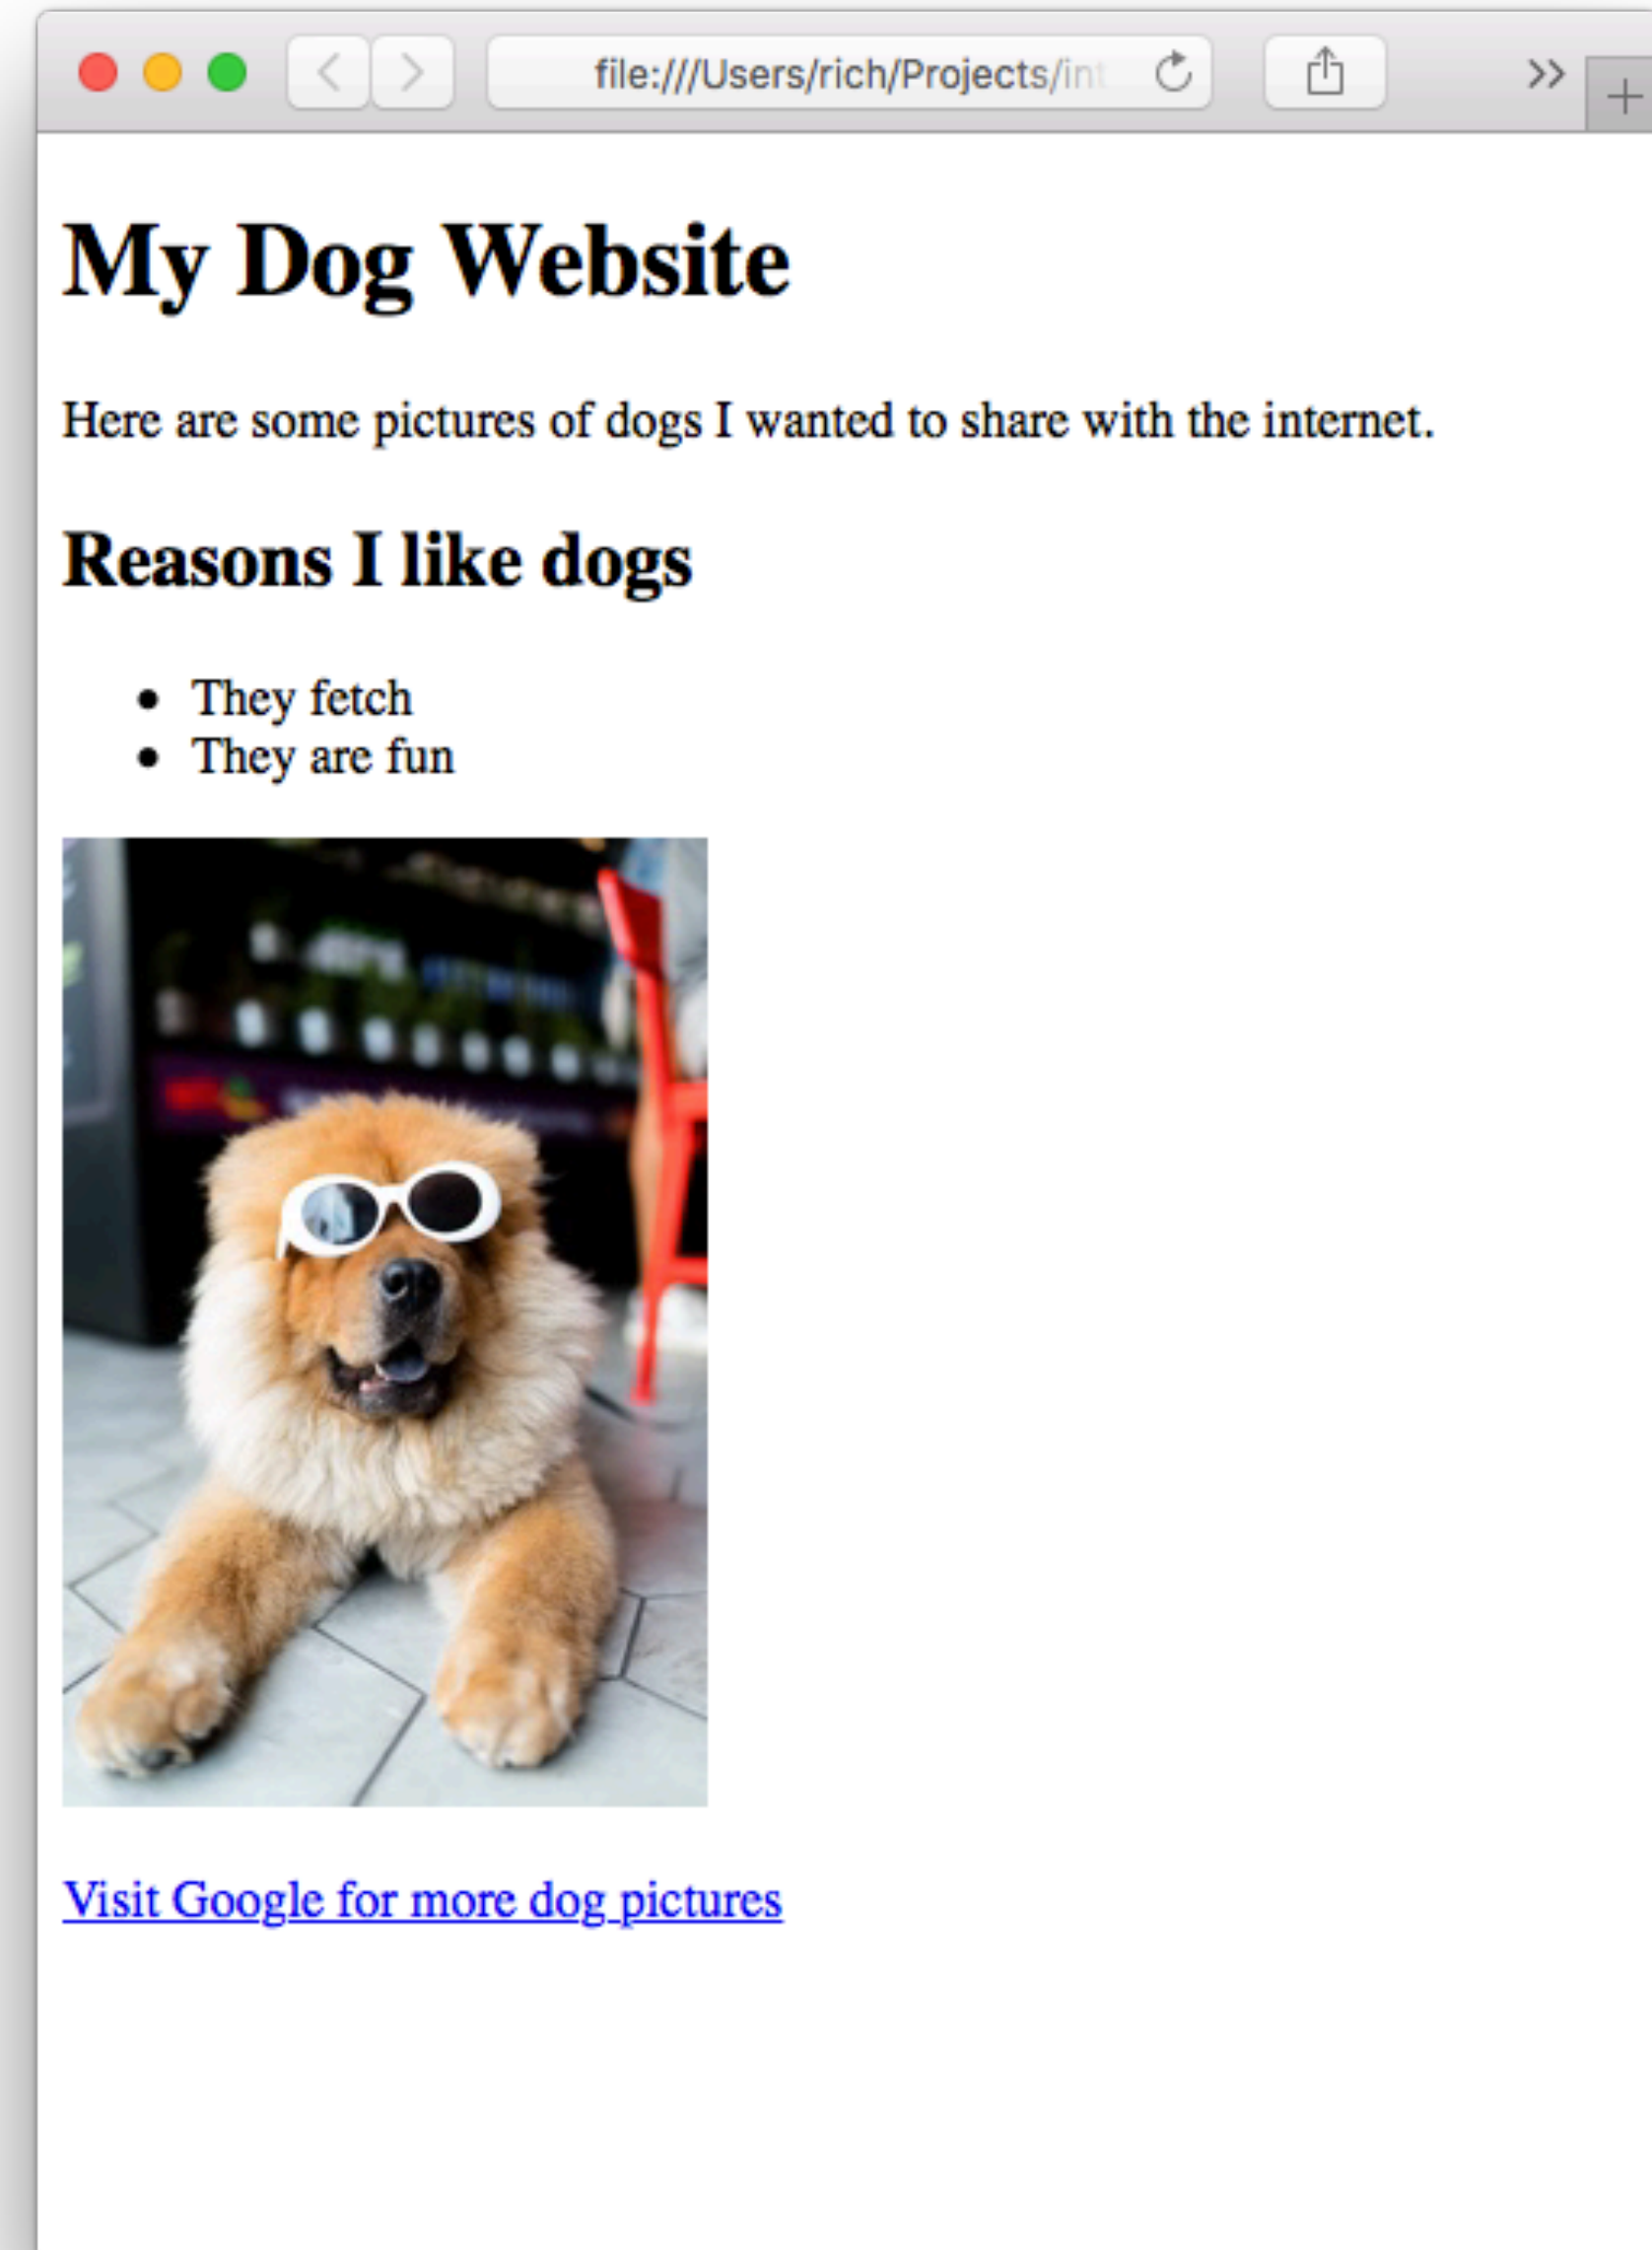 file:///Users/rich/Projects/int
My Dog Website
Here are some pictures of dogs I wanted to share with the internet.
Reasons I like dogs
They fetch
They are fun
Visit Google for more dog pictures